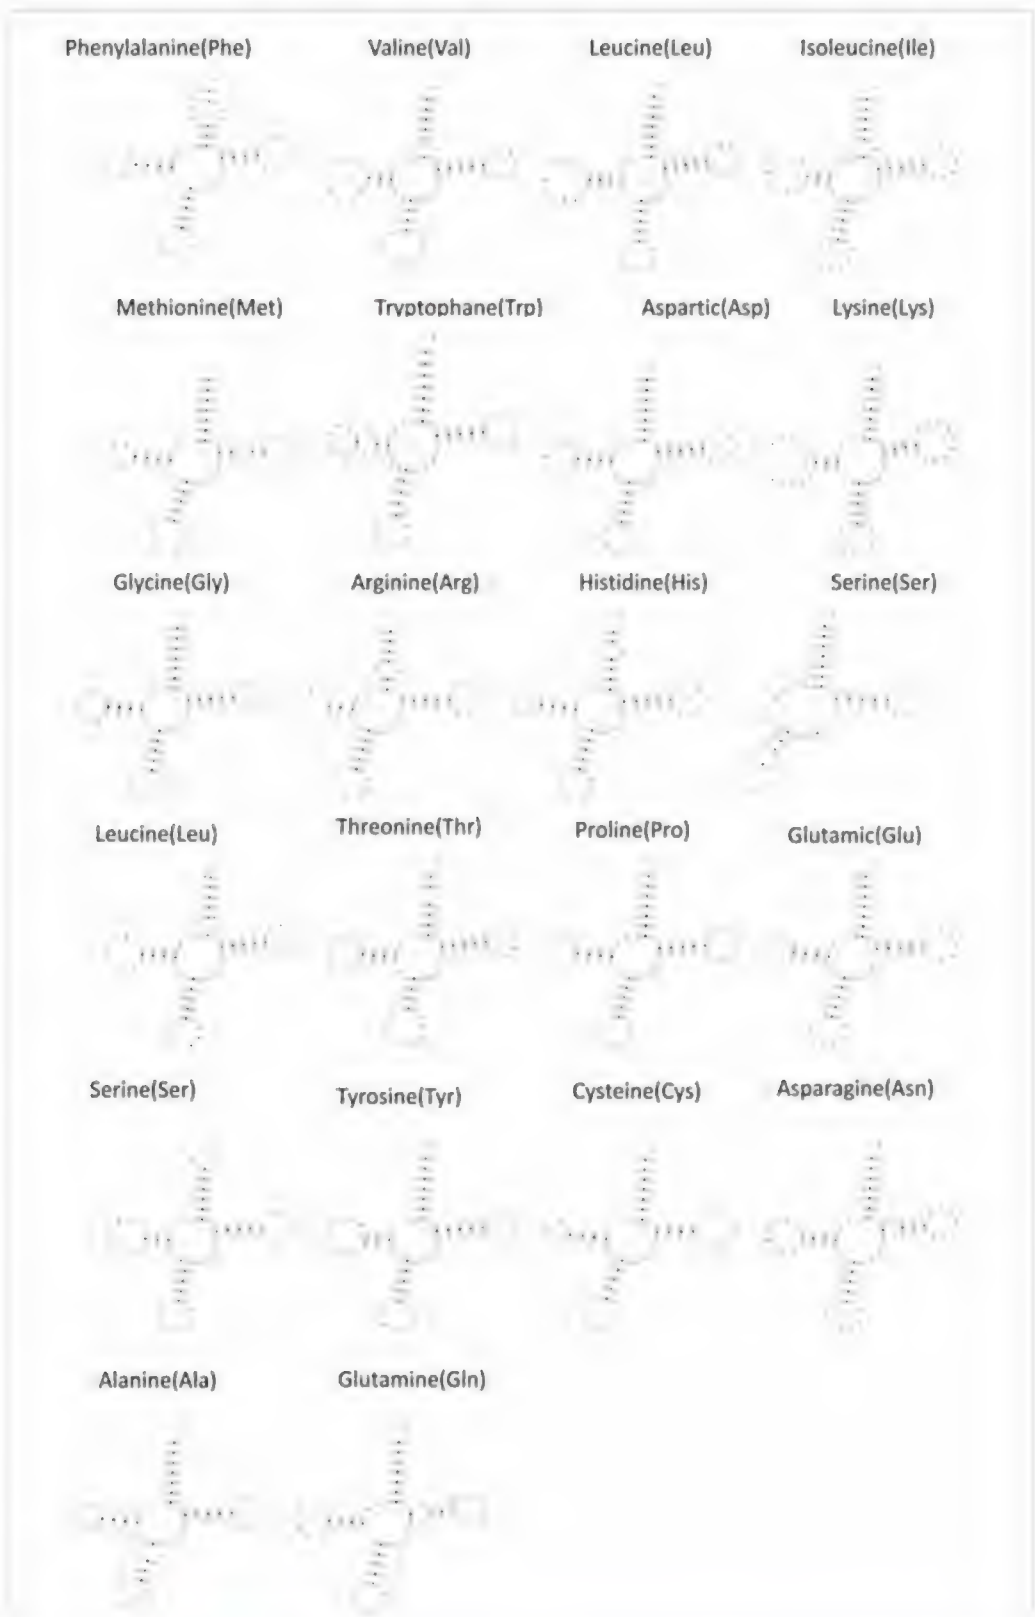 Phenylalanine(Phe) Valine(Val) Leucine(Leu) Isoleucine(Ile)
Methionine(Met) Tryptophane(Trp) Aspartic(Asp) Lysine(Lys)
Glycine(Gly) Arginine(Arg) Histidine(His) Serine(Ser)
Leucine(Leu) Threonine(Thr) Proline(Pro) Glutamic(Glu)
Serine(Ser) Tyrosine(Tyr) Cysteine(Cys) Asparagine(Asn)
Alanine(Ala) Glutamine(Gln)